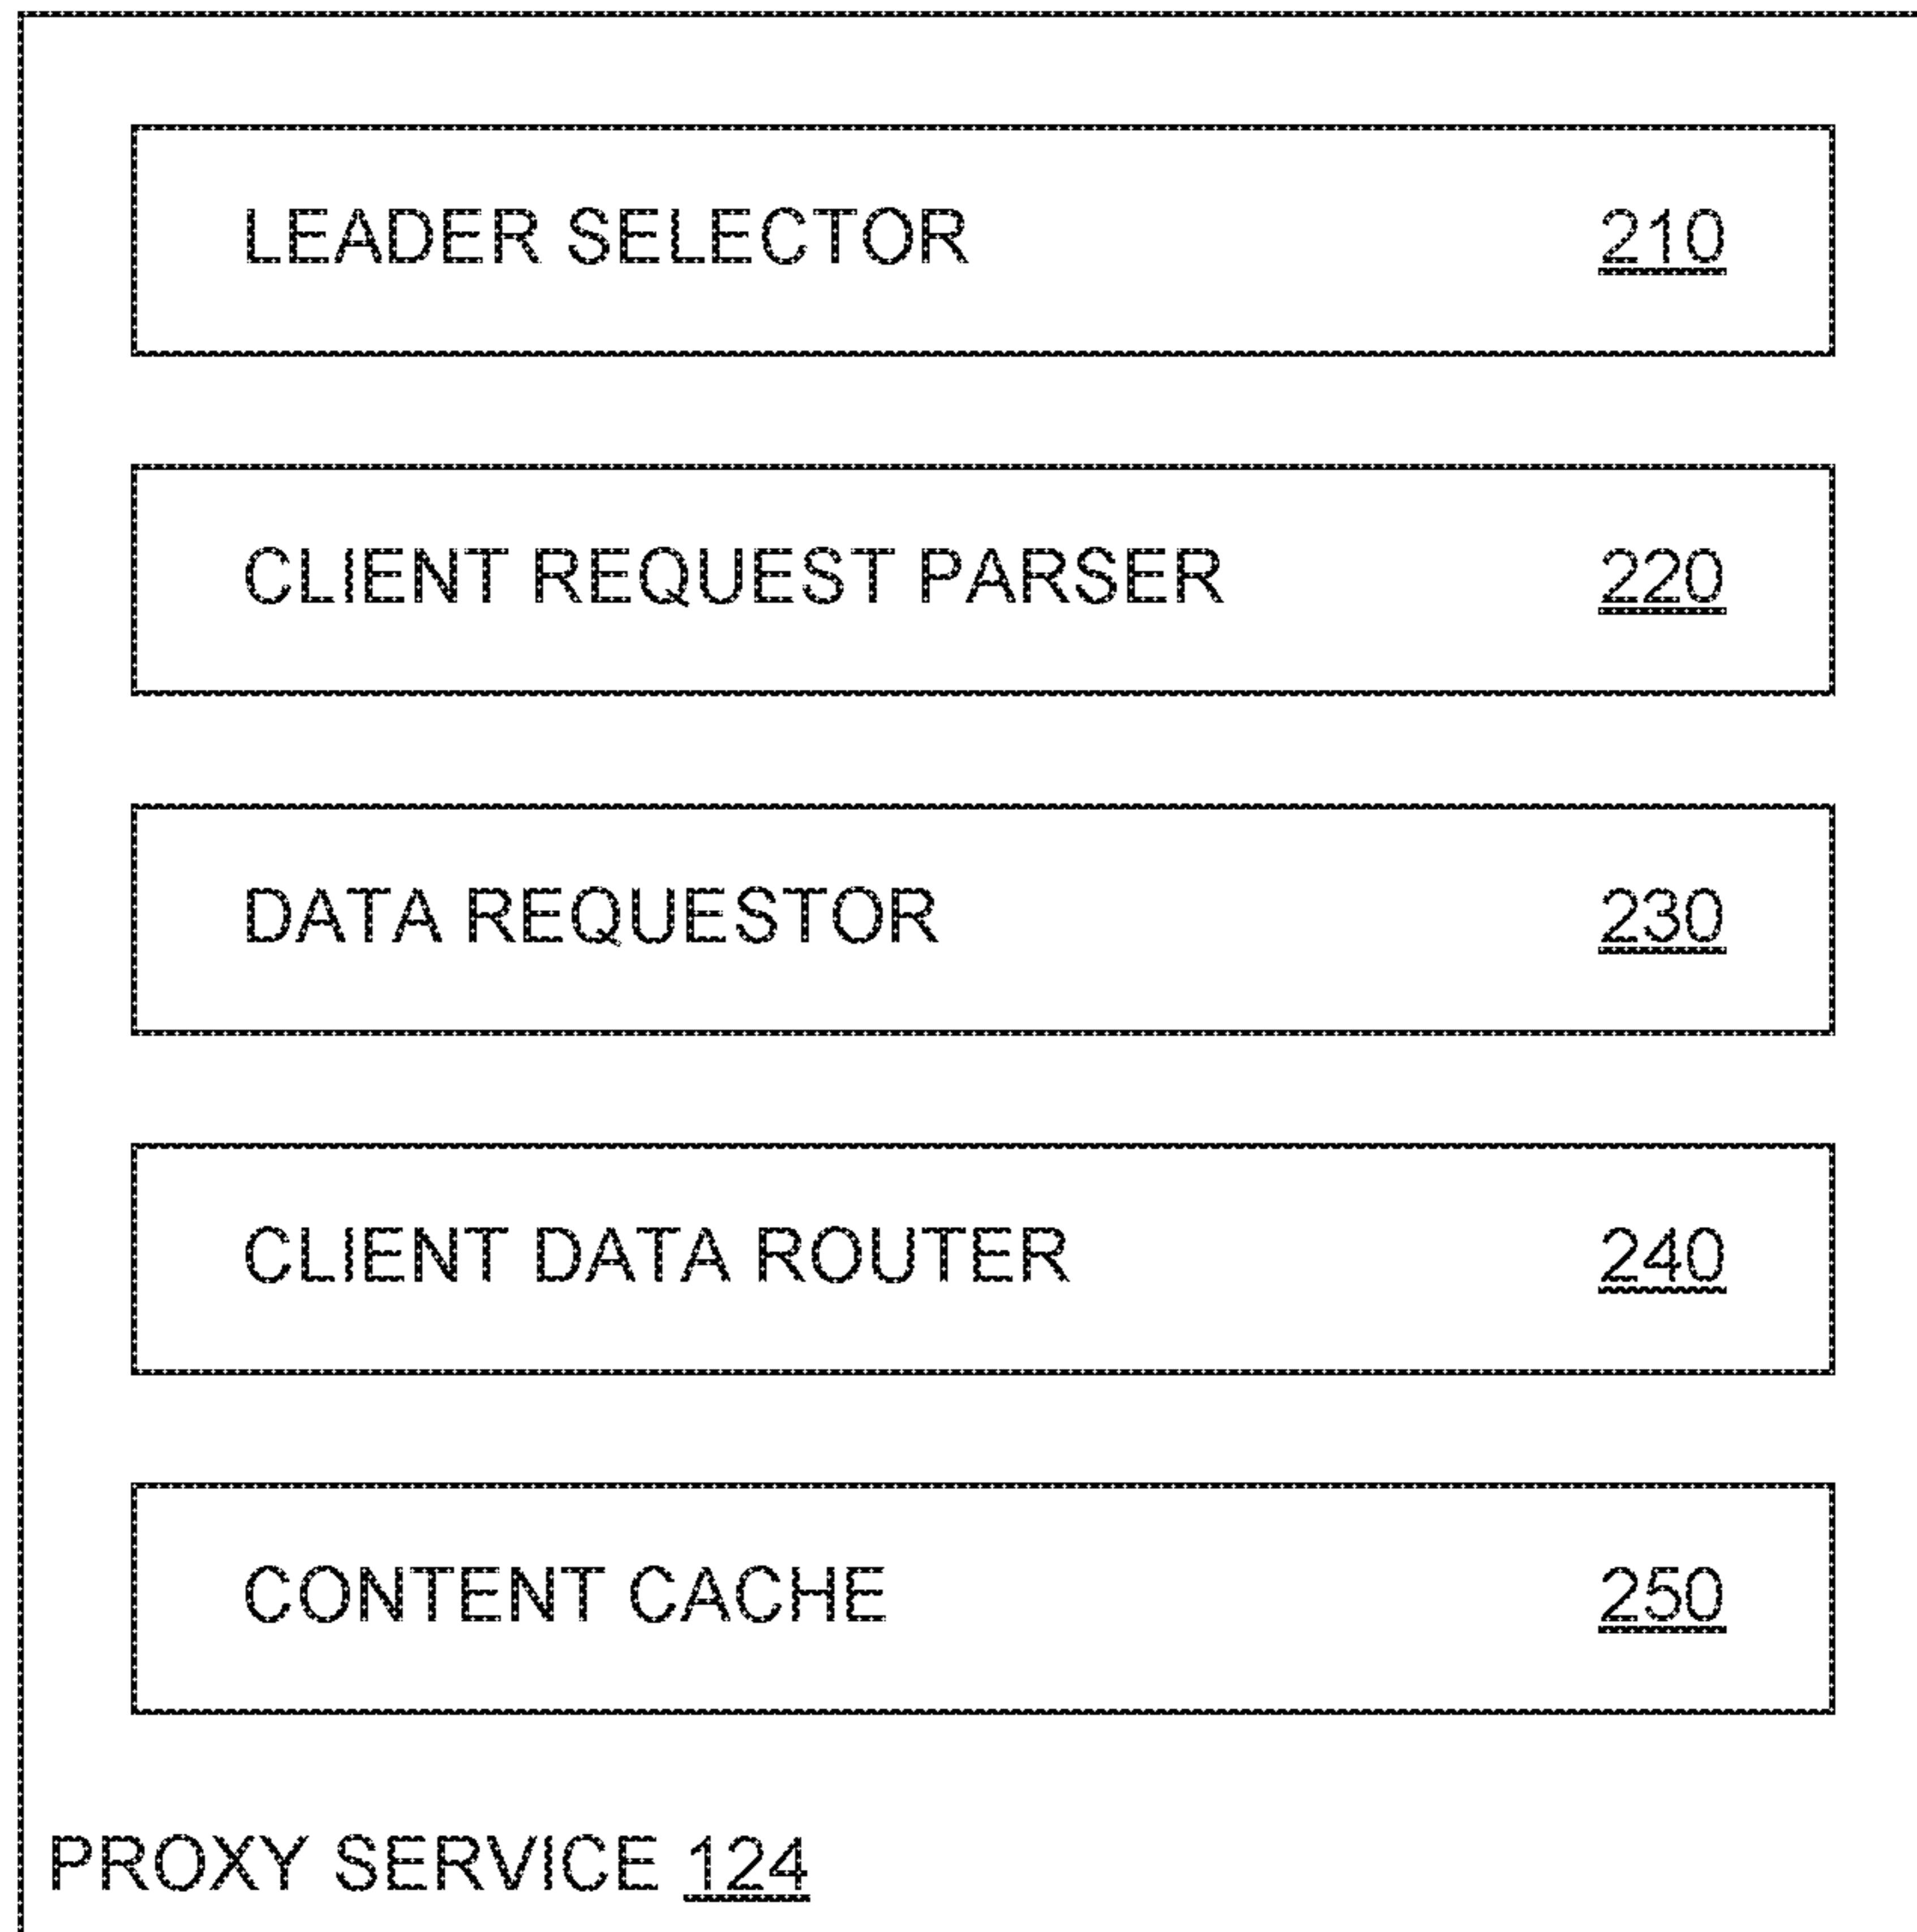 LEADER SELECTOR 210
CLIENT REQUEST PARSER 220
DATA REQUESTOR 230
CLIENT DATA ROUTER 240
CONTENT CACHE 250
PROXY SERVICE 124